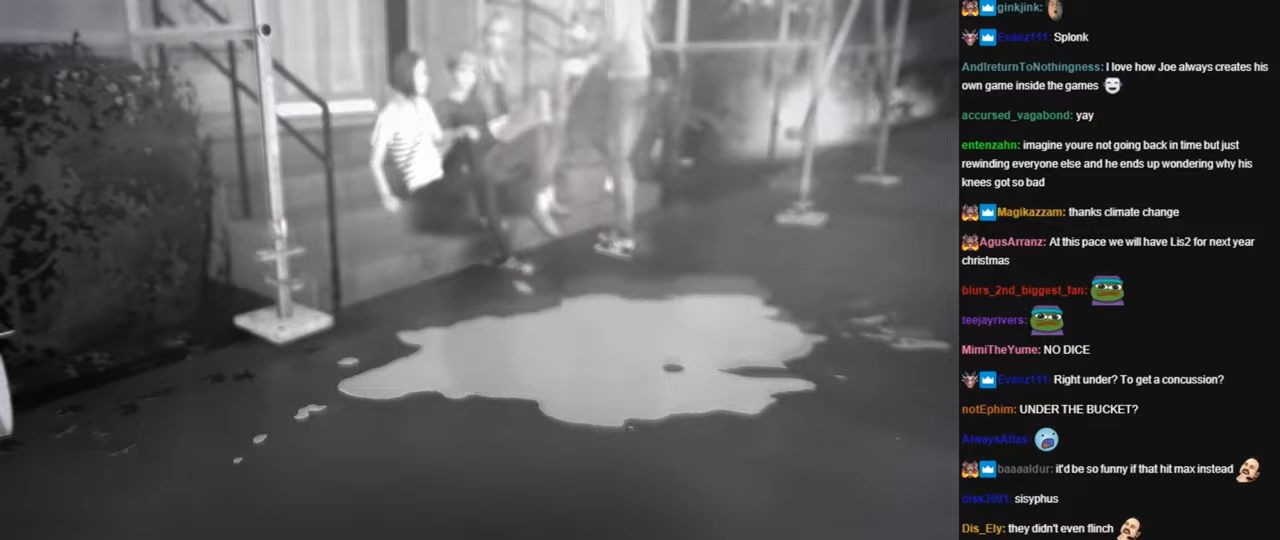 ginkjink:
Evanz111: Splonk
AndIreturnToNothingness: I love how Joe always creates his
own game inside the games
accursed_vagabond: yay
entenzahn: imagine youre not going back in time but just
rewinding everyone else and he ends up wondering why his
knees got so bad
Magikazzam: thanks climate change
AgusArranz: At this pace we will have Lis2 for next year
christmas
blurs_2nd_biggest_fan:
teejayrivers:
MimiTheYume: NO DICE
Evanz111: Right under? To get a concussion?
notEphim: UNDER THE BUCKET?
AlwaysAtlas:
baaaaldur: it'd be so funny if that hit max instead
disk3001: sisyphus
Dis_Ely: they didn't even flinch